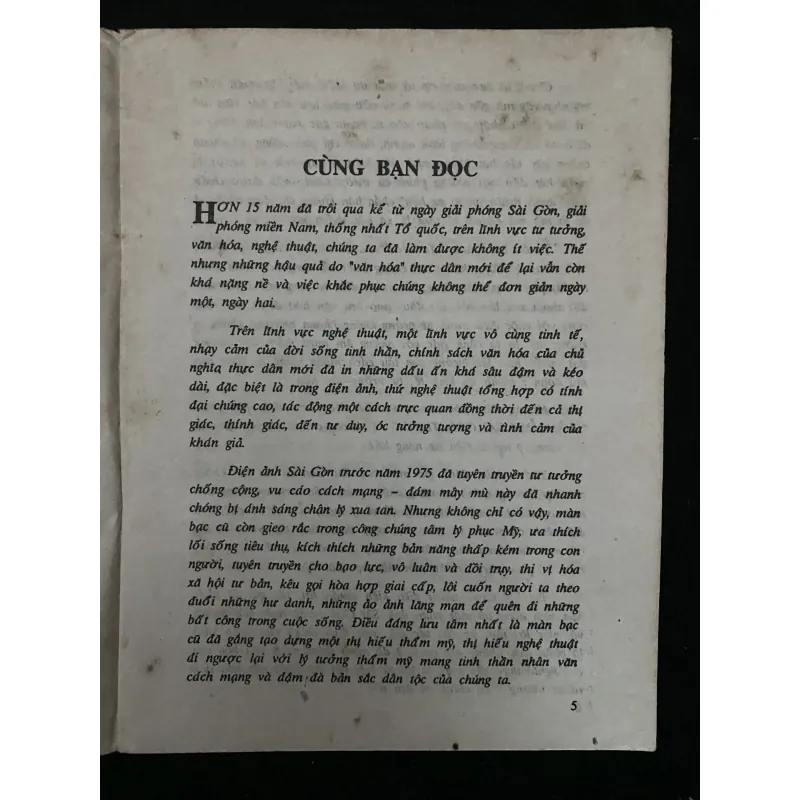 CÙNG BẠN ĐỌC
HƠN 15 năm đã trôi qua kể từ ngày giải phóng Sài Gòn, giải
phóng miền Nam, thống nhất Tổ quốc, trên lĩnh vực tư tưởng,
văn hóa, nghệ thuật, chúng ta đã làm được không ít việc. Thế
nhưng những hậu quả do "văn hóa" thực dân mới để lại vẫn còn
khá nặng nề và việc khắc phục chúng không thể đơn giản ngày
một, ngày hai.
Trên lĩnh vực nghệ thuật, một lĩnh vực vô cùng tinh tế,
nhạy cảm của đời sống tinh thần, chính sách văn hóa của chủ
nghĩa thực dân mới đã in những dấu ấn khá sâu đậm và kéo
dài, đặc biệt là trong điện ảnh, thứ nghệ thuật tổng hợp có tính
đại chúng cao, tác động một cách trực quan đồng thời đến cả thị
giác, thính giác, đến tư duy, óc tưởng tượng và tình cảm của
khán giả.
Điện ảnh Sài Gòn trước năm 1975 đã tuyên truyền tư tưởng
chống cộng, vu cáo cách mạng – đám mây mù này đã nhanh
chóng bị ánh sáng chân lý xua tan. Nhưng không chỉ có vậy, màn
bạc cũ còn gieo rắc trong công chúng tâm lý phục Mỹ, ưa thích
lối sống tiêu thụ, kích thích những bản năng thấp kém trong con
người, tuyên truyền cho bạo lực, vô luân và đồi trụy, thi vị hóa
xã hội tư bản, kêu gọi hòa hợp giai cấp, lôi cuốn người ta theo
đuổi những hư danh, những ảo ảnh lãng mạn để quên đi những
bất công trong cuộc sống. Điều đáng lưu tâm nhất là màn bạc
cũ đã gắng tạo dựng một thị hiếu thẩm mỹ, thị hiếu nghệ thuật
đi ngược lại với lý tưởng thẩm mỹ mang tinh thần nhân văn
cách mạng và đậm đà bản sắc dân tộc của chúng ta.
5